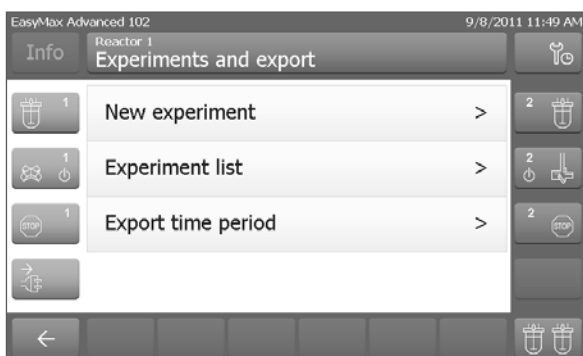 EasyMax Advanced 102 9/8/2011 11:49 AM
Info
Reactor 1
Experiments and export
1
New experiment >
2
1
Experiment list >
2
STOP 1
Export time period >
2 STOP